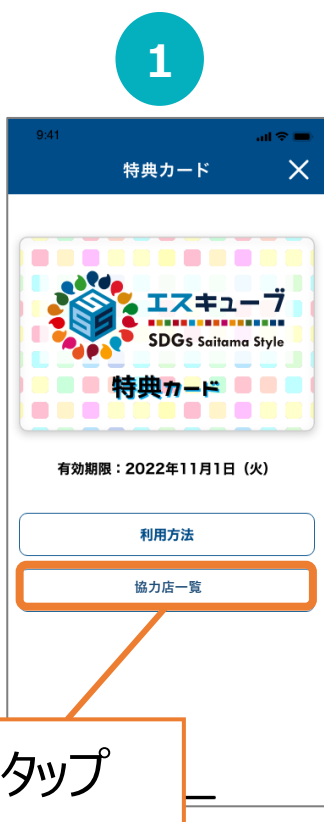 1
9:41
特典カード
エスキューブ
SDGs Saitama Style
特典カード
有効期限：2022年11月1日（火）
利用方法
協力店一覧
タップ